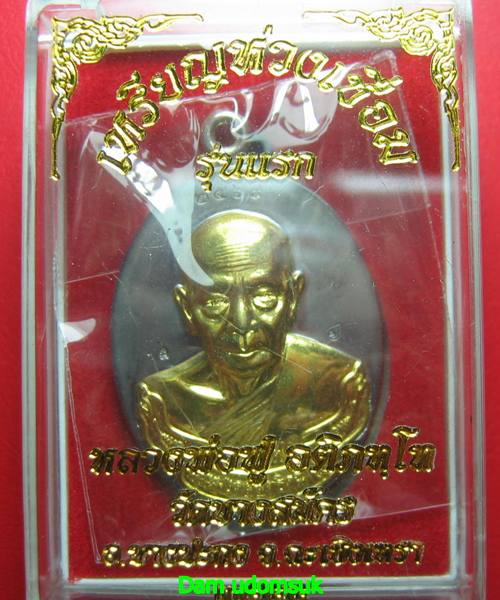 เหรียญห่วงเชื่อม
รุ่นแรก
หลวงพ่อฟู อติภทฺโท
วัดบางสมัคร
อ.บางปะกง จ.ฉะเชิงเทรา
Dam udomsuk